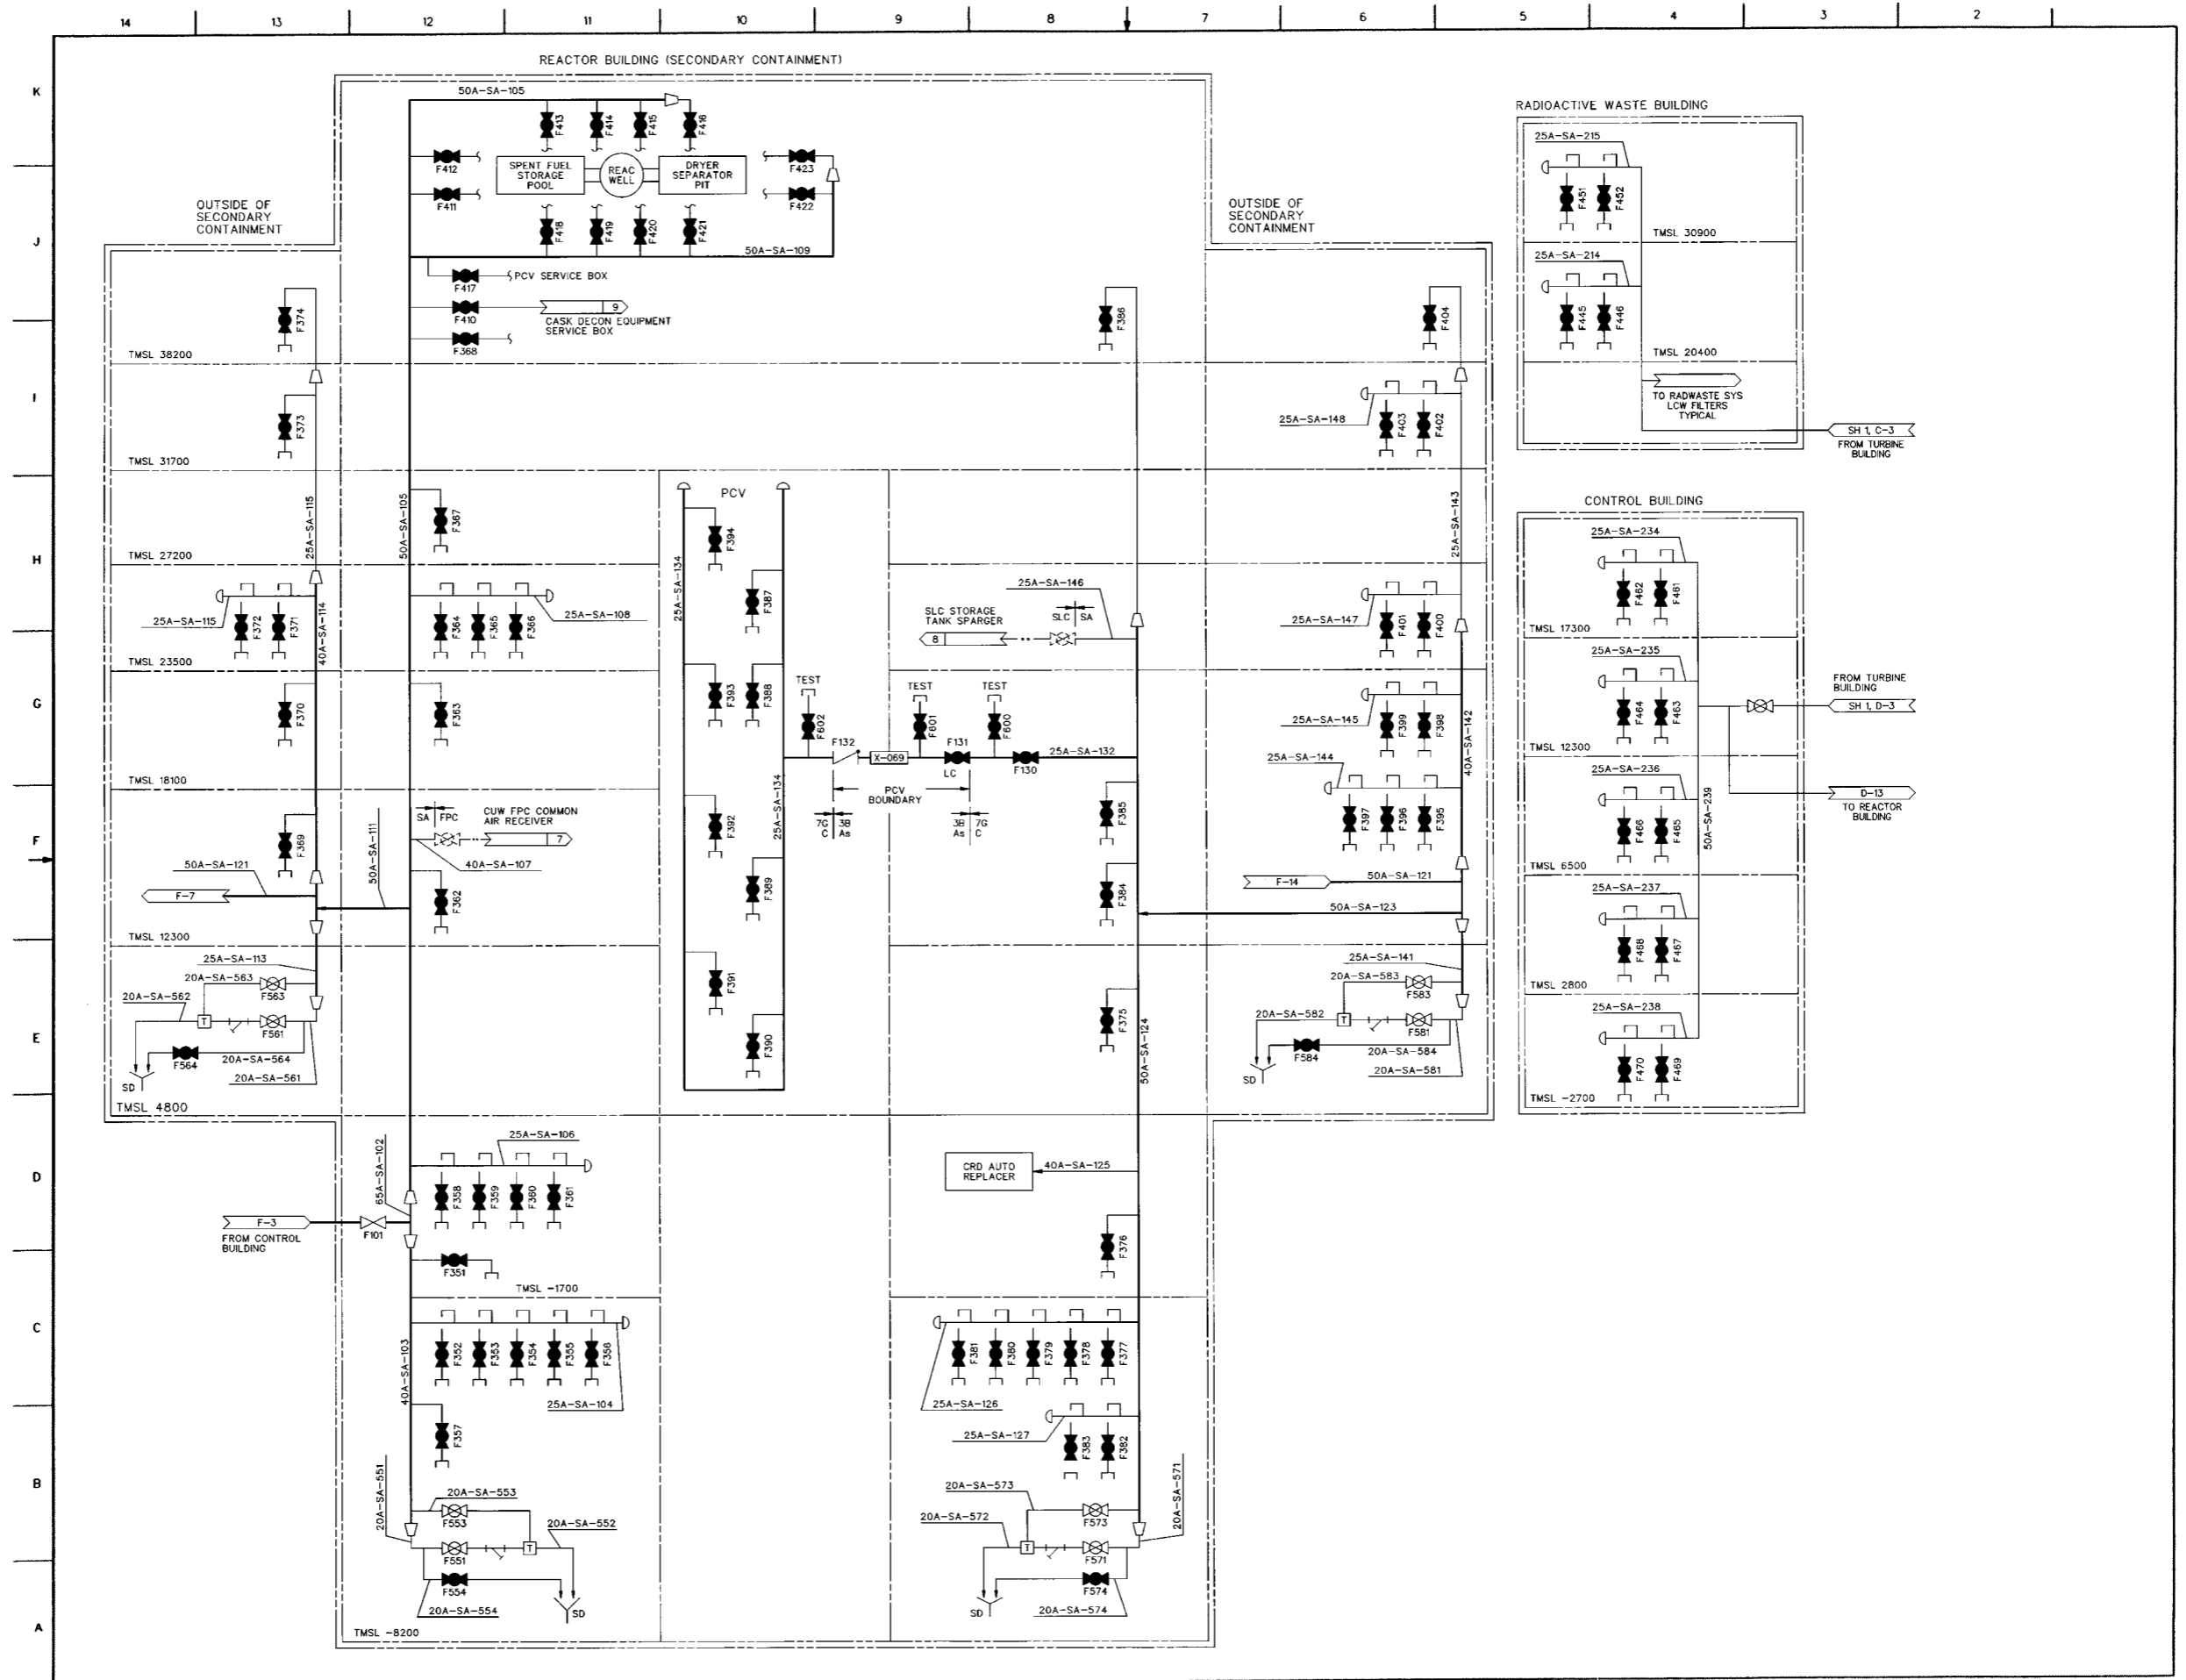 14 13 12 11 10 9 8 7 6 5 4 3 2
REACTOR BUILDING (SECONDARY CONTAINMENT)
K
50A-SA-105
F413 F414 F415 F416
F412
F423
SPENT FUEL
STORAGE
POOL
REAC
WELL
DRYER
SEPARATOR
PIT
F411
F422
OUTSIDE OF
SECONDARY
CONTAINMENT
OUTSIDE OF
SECONDARY
CONTAINMENT
J
F418 F419 F420 F421
50A-SA-109
F417
PCV SERVICE BOX
F410
9
CASK DECON EQUIPMENT
SERVICE BOX
F368
F374
F386
F404
TMSL 38200
I
F373
25A-SA-148
F403 F402
TMSL 31700
RADIOACTIVE WASTE BUILDING
25A-SA-215
F451 F452
TMSL 30900
25A-SA-214
F445 F446
TMSL 20400
TO RADWASTE SYS
LCW FILTERS
TYPICAL
SH 1, C-3
FROM TURBINE
BUILDING
PCV
25A-SA-115
50A-SA-105
F367
F394
25A-SA-143
H
TMSL 27200
25A-SA-134
F387
25A-SA-115
F372 F371
40A-SA-114
F364 F365 F366
25A-SA-108
25A-SA-146
SLC STORAGE
TANK SPARGER
SLC SA
8
25A-SA-147
F401 F400
TMSL 23500
G
F370
F363
F393 F388
TEST
F602
F132
X-069
TEST
F601
F131
LC
TEST
F600
F130
25A-SA-132
25A-SA-145
F399 F398
40A-SA-142
25A-SA-144
F397 F396 F395
TMSL 18100
PCV
BOUNDARY
7G 3B
C As
3B 7G
As C
25A-SA-134
F
F369
50A-SA-111
SA FPC
CUW FPC COMMON
AIR RECEIVER
7
40A-SA-107
F392
F385
50A-SA-121
F-7
F362
F389
F384
F-14
50A-SA-121
50A-SA-123
TMSL 12300
25A-SA-113
20A-SA-563
F563
20A-SA-562
T
F561
F564
20A-SA-564
20A-SA-561
SD
F391
F390
F375
50A-SA-124
25A-SA-141
20A-SA-583
F583
20A-SA-582
T
F581
F584
20A-SA-584
20A-SA-581
SD
E
TMSL 4800
CONTROL BUILDING
25A-SA-234
F462 F461
TMSL 17300
25A-SA-235
F464 F463
TMSL 12300
FROM TURBINE
BUILDING
SH 1, D-3
25A-SA-236
F466 F465
50A-SA-239
D-13
TO REACTOR
BUILDING
TMSL 6500
25A-SA-237
F468 F467
TMSL 2800
25A-SA-238
F470 F469
TMSL -2700
D
65A-SA-102
25A-SA-106
F358 F359 F360 F361
F-3
FROM CONTROL
BUILDING
F101
F351
CRD AUTO
REPLACER
40A-SA-125
F376
TMSL -1700
C
40A-SA-103
F352 F353 F354 F355 F356
25A-SA-104
F381 F380 F379 F378 F377
25A-SA-126
F357
25A-SA-127
F383 F382
B
20A-SA-551
20A-SA-553
F553
20A-SA-552
F551
T
F554
20A-SA-554
SD
20A-SA-573
F573
20A-SA-571
20A-SA-572
T
F571
F574
SD
20A-SA-574
A
TMSL -8200